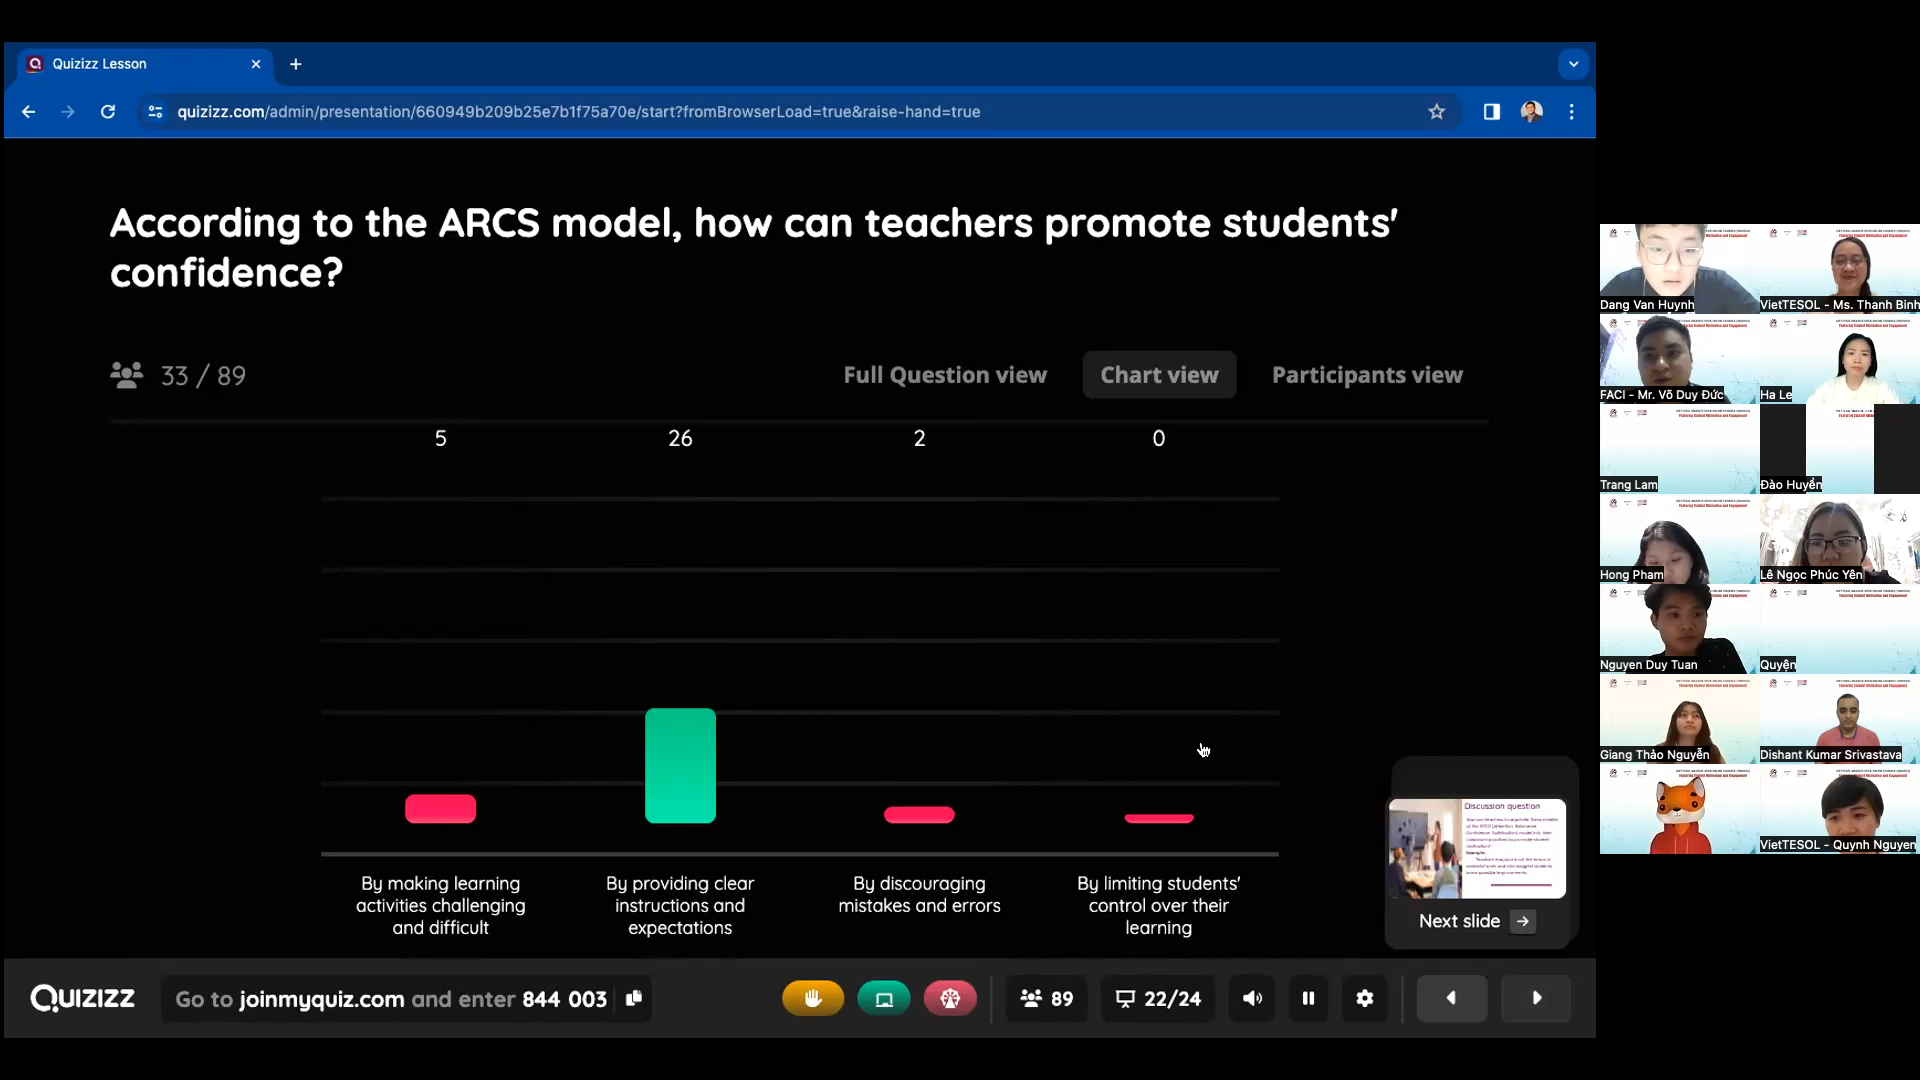 Quizizz Lesson
quizizz.com/admin/presentation/660949b209b25e7b1f75a70e/start?fromBrowserLoad=true&raise-hand=true
According to the ARCS model, how can teachers promote students'
confidence?
33 / 89
Full Question view
Chart view
Participants view
5
26
2
0
By making learning
activities challenging
and difficult
By providing clear
instructions and
expectations
By discouraging
mistakes and errors
By limiting students'
control over their
learning
Discussion question
Next slide
Quizizz
Go to joinmyquiz.com and enter 844 003
89
22/24
Dang Van Huynh
VietTESOL - Ms. Thanh Binh
FACI - Mr. Võ Duy Đức
Ha Le
Trang Lam
Đào Huyền
Hong Pham
Lê Ngọc Phúc Yên
Nguyen Duy Tuan
Quyện
Giang Thảo Nguyễn
Dishant Kumar Srivastava
VietTESOL - Quynh Nguyen